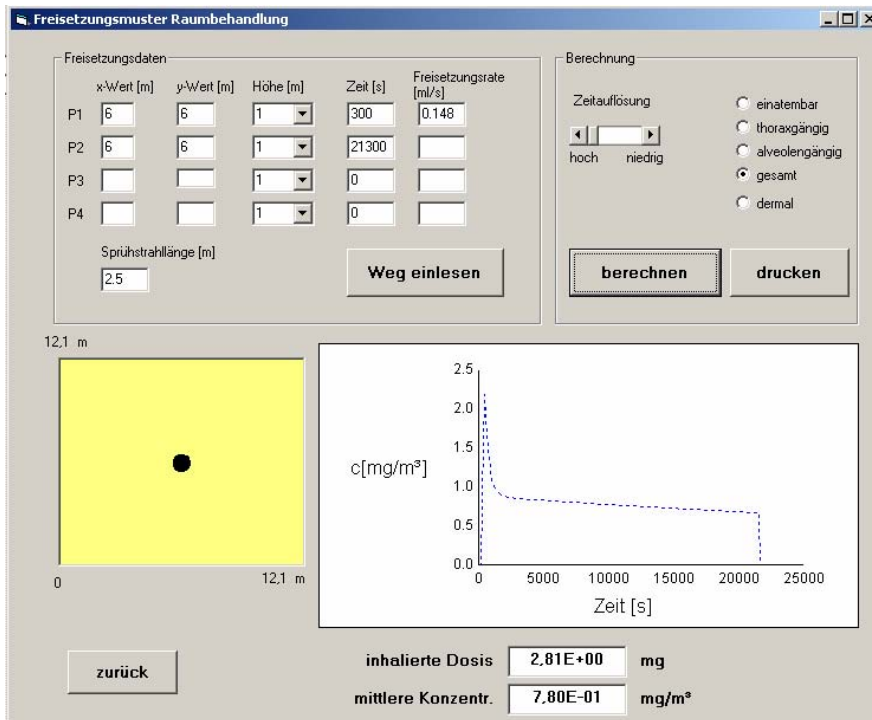 Freisetzungsmuster Raumbehandlung
Freisetzungsdaten
x-Wert [m] y-Wert [m] Höhe [m] Zeit [s] Freisetzungsrate [ml/s]
P1 6 6 1 300 0.148
P2 6 6 1 21300
P3 1 0
P4 1 0
Sprühstrahllänge [m]
2.5
Weg einlesen
Berechnung
Zeitauflösung
hoch niedrig
einatembar
thoraxgängig
alveolengängig
gesamt
dermal
berechnen drucken
12,1 m
0 12,1 m
c[mg/m³]
2.5
2.0
1.5
1.0
0.5
0.0
0 5000 10000 15000 20000 25000
Zeit [s]
zurück
inhalierte Dosis 2,81E+00 mg
mittlere Konzentr. 7,80E-01 mg/m³